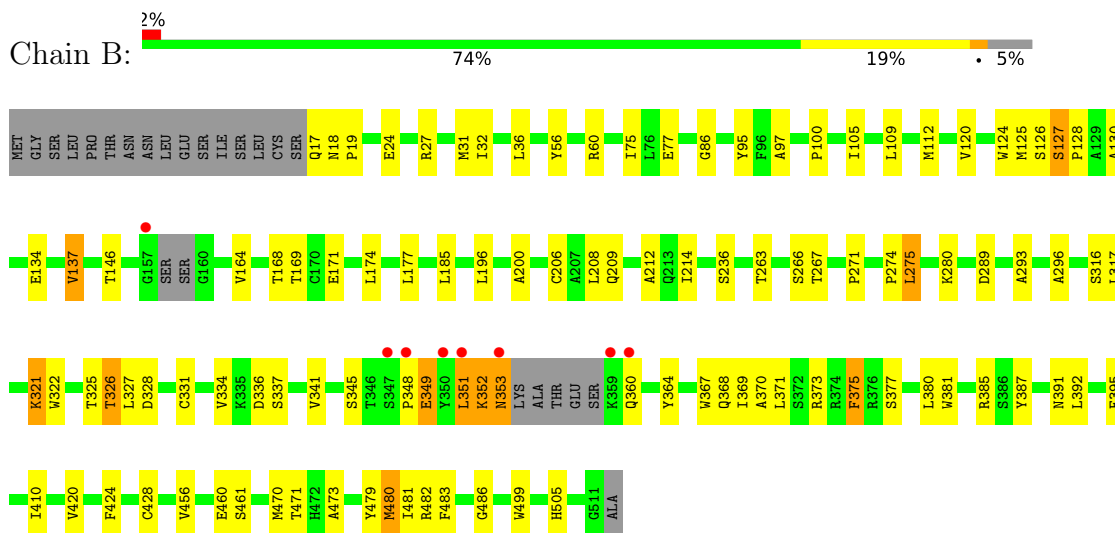 2%
Chain B:
74% 19% • 5%
MET GLY SER LEU PRO THR ASN ASN LEU GLU SER ILE SER LEU CYS SER Q17 N18 P19 E24 R27 M31 I32 L36 Y56 R60 I75 L76 E77 G86 Y95 F96 A97 P100 I105 L109 M112 V120 W124 M125 S126 S127 P128 A129
E134 V137 T146 G157 SER SER G160 V164 T168 T169 C170 E171 L174 L177 L185 L196 A200 C206 A207 L208 Q209 A212 Q213 I214 S236 T263 S266 T267 P271 P274 L275 K280 D289 A293 A296 S316 L317
K321 W322 T325 T326 L327 D328 C331 V334 K335 D336 S337 V341 S345 T346 S347 P348 E349 Y350 L351 K352 N353 LYS ALA THR GLU SER K359 Q360 Y364 W367 Q368 I369 A370 L371 S372 R373 R374 F375 R376 S377 L380 W381 R385 S386 Y387 N391 L392
I410 V420 F424 C428 V456 E460 S461 M470 T471 H472 A473 Y479 M480 I481 R482 F483 G486 W499 H505 G511 ALA